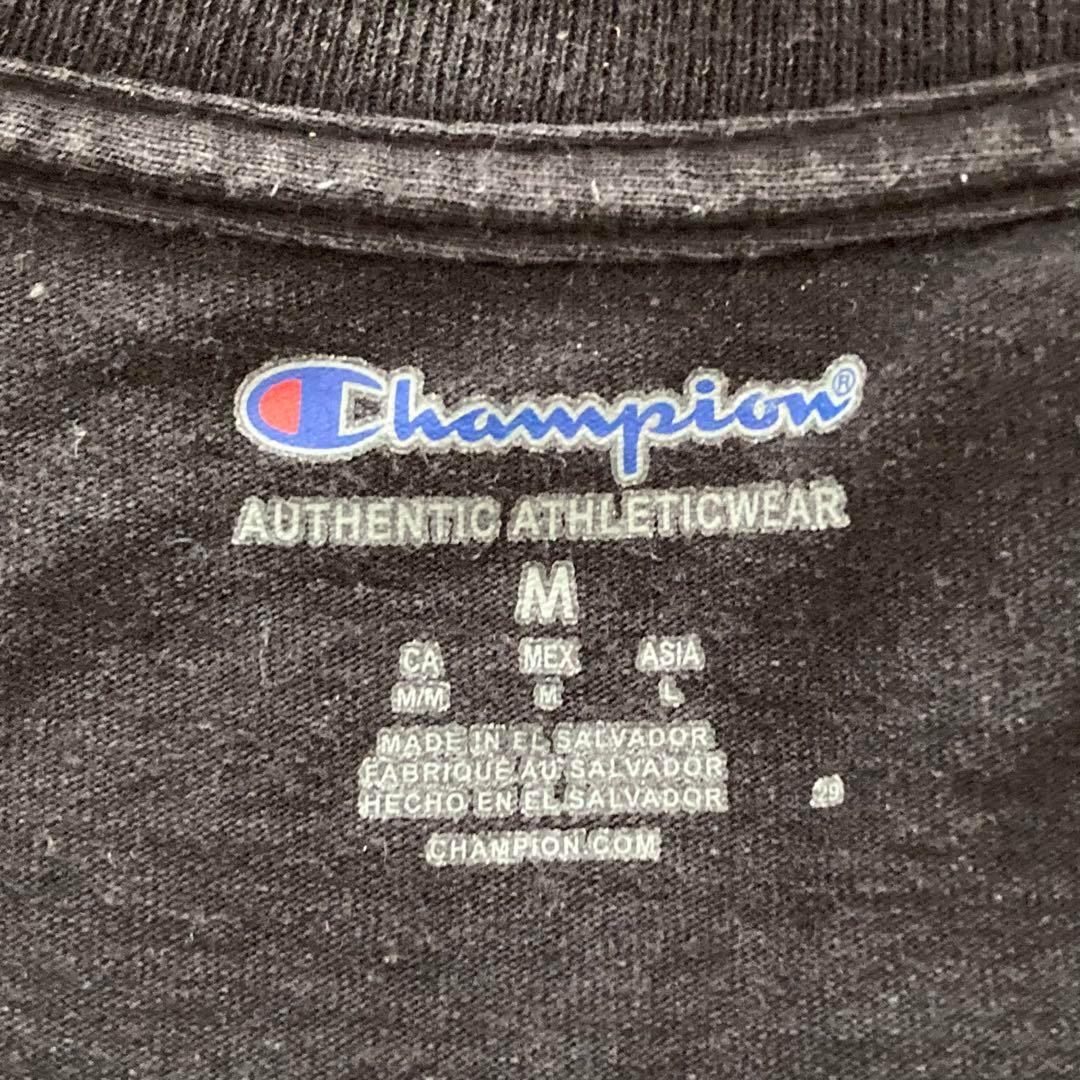 Champion®
AUTHENTIC ATHLETICWEAR
M
CA MEX ASIA
M/M M L
MADE IN EL SALVADOR
FABRIQUE AU SALVADOR
HECHO EN EL SALVADOR
29
CHAMPION.COM